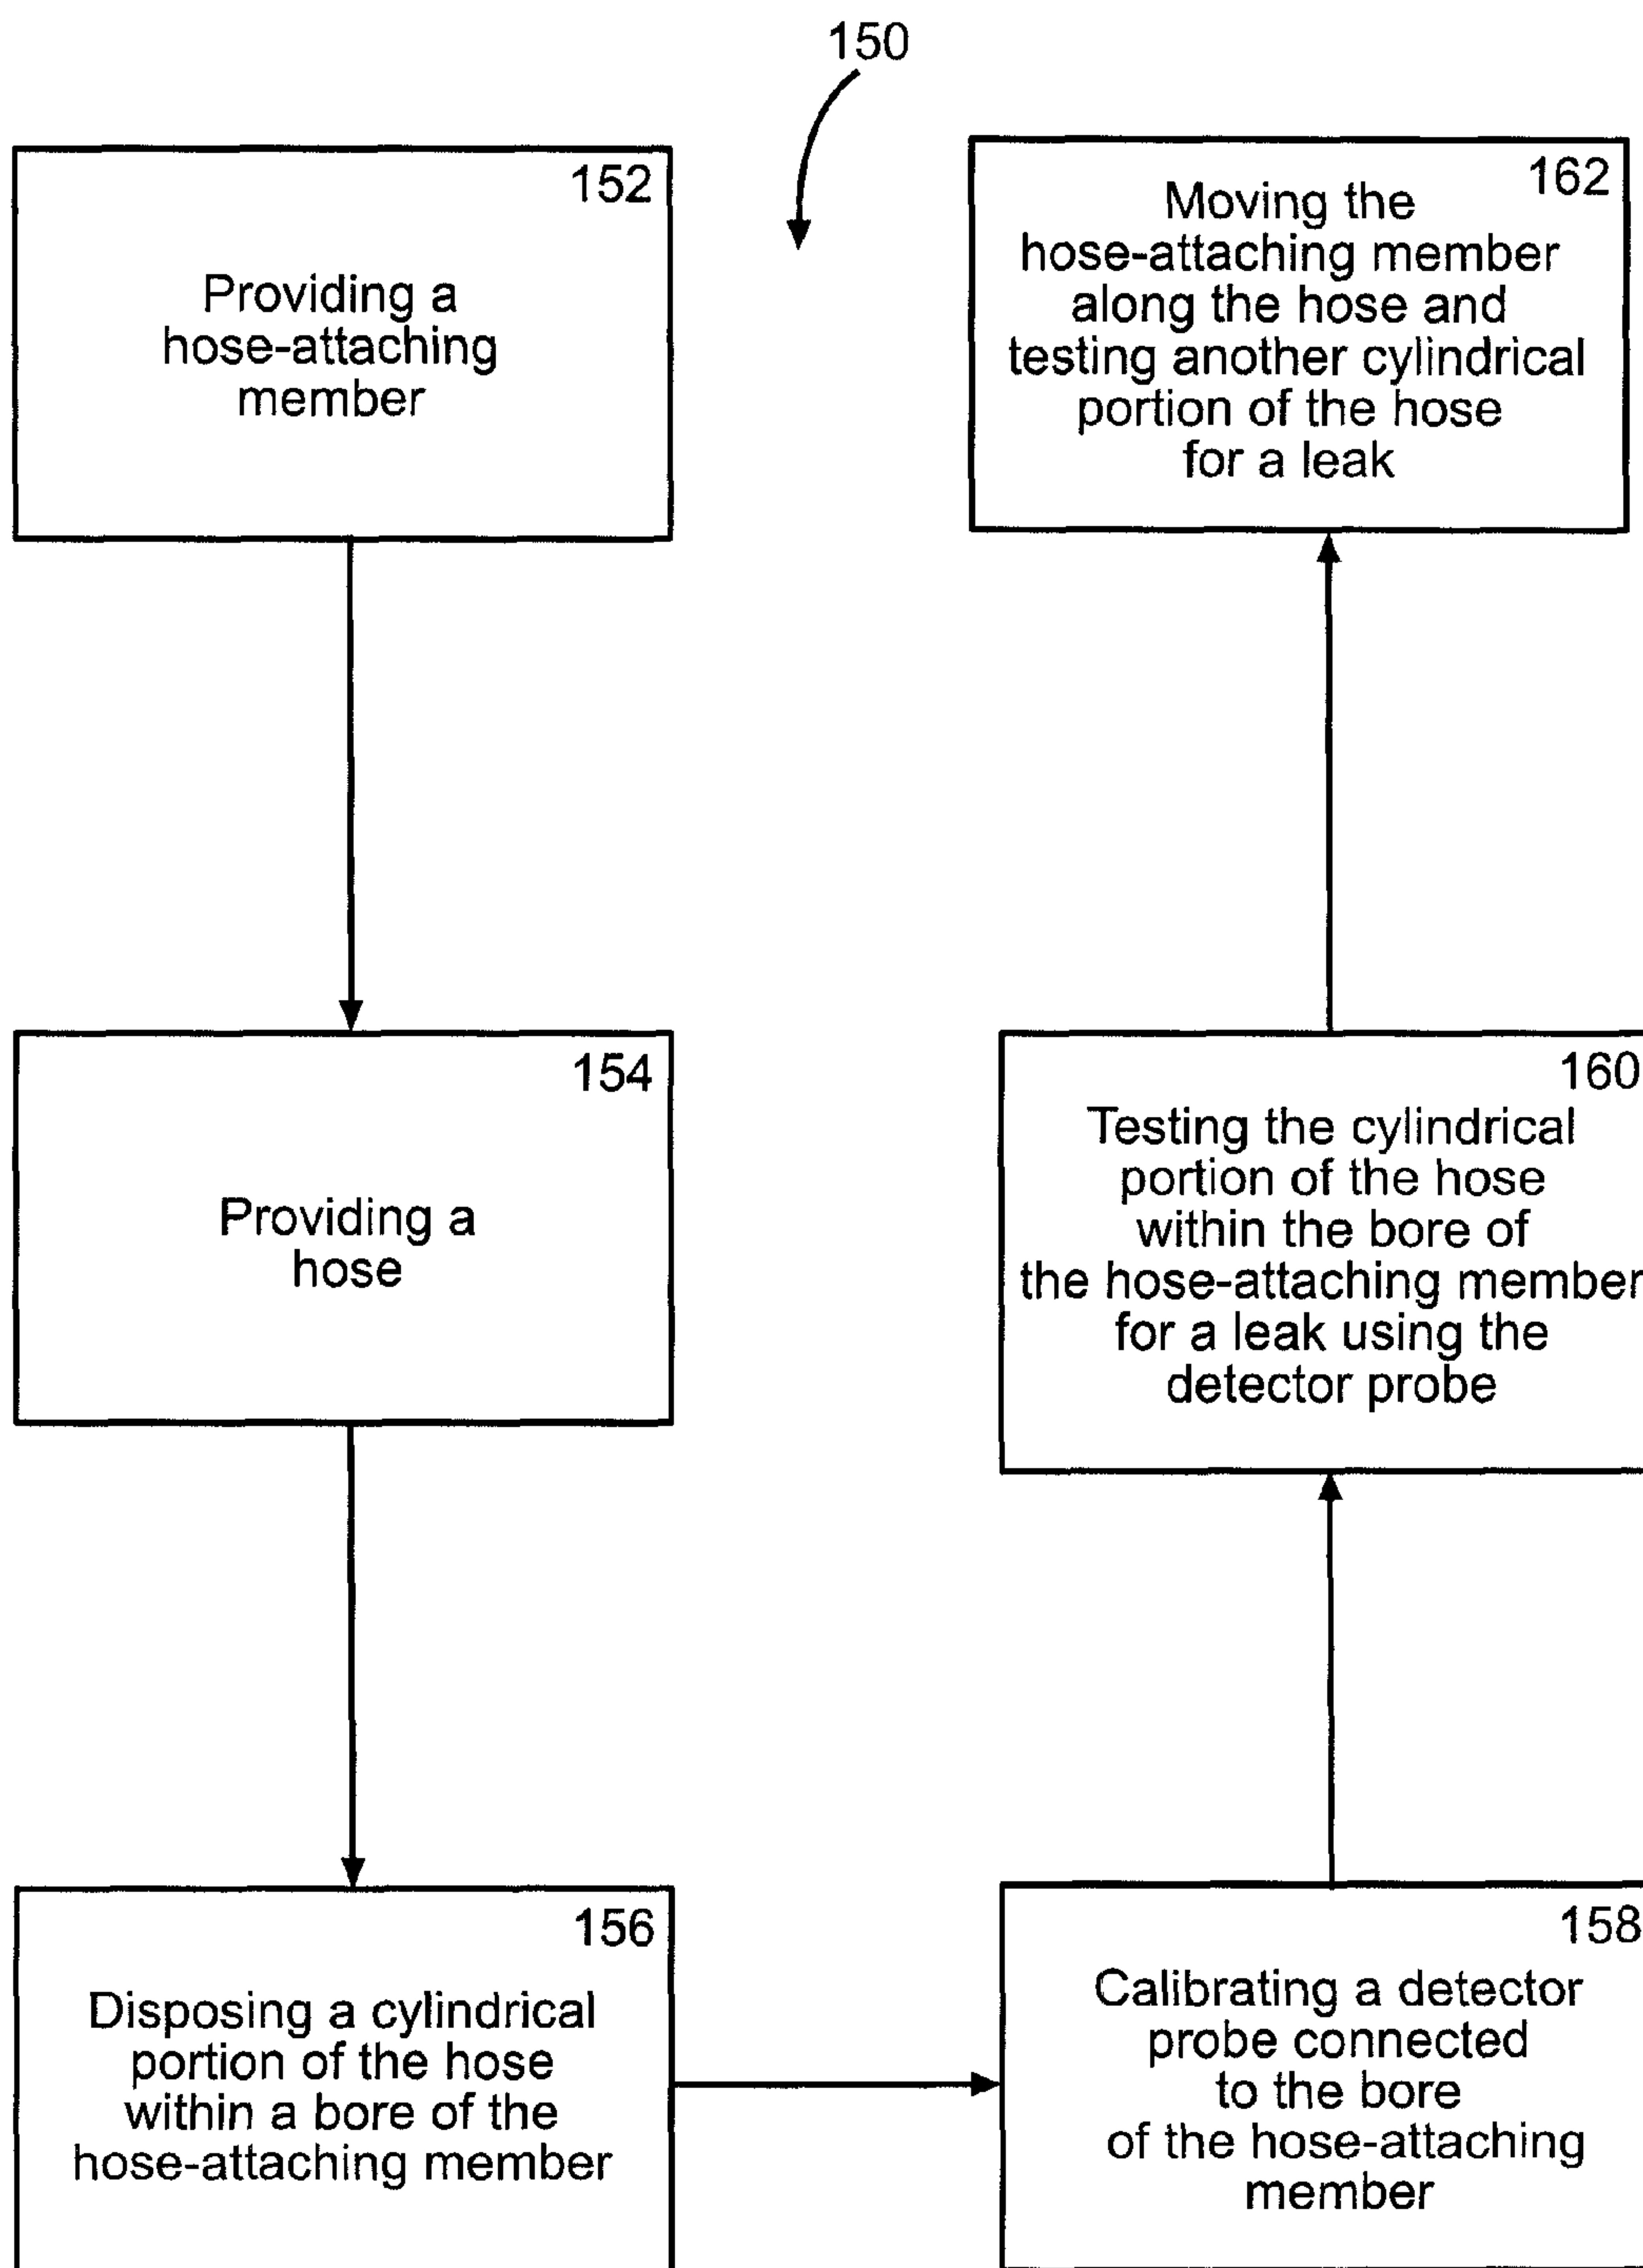 150
152
Providing a
hose-attaching
member
154
Providing a
hose
156
Disposing a cylindrical
portion of the hose
within a bore of the
hose-attaching member
158
Calibrating a detector
probe connected
to the bore
of the hose-attaching
member
160
Testing the cylindrical
portion of the hose
within the bore of
the hose-attaching member
for a leak using the
detector probe
162
Moving the
hose-attaching member
along the hose and
testing another cylindrical
portion of the hose
for a leak